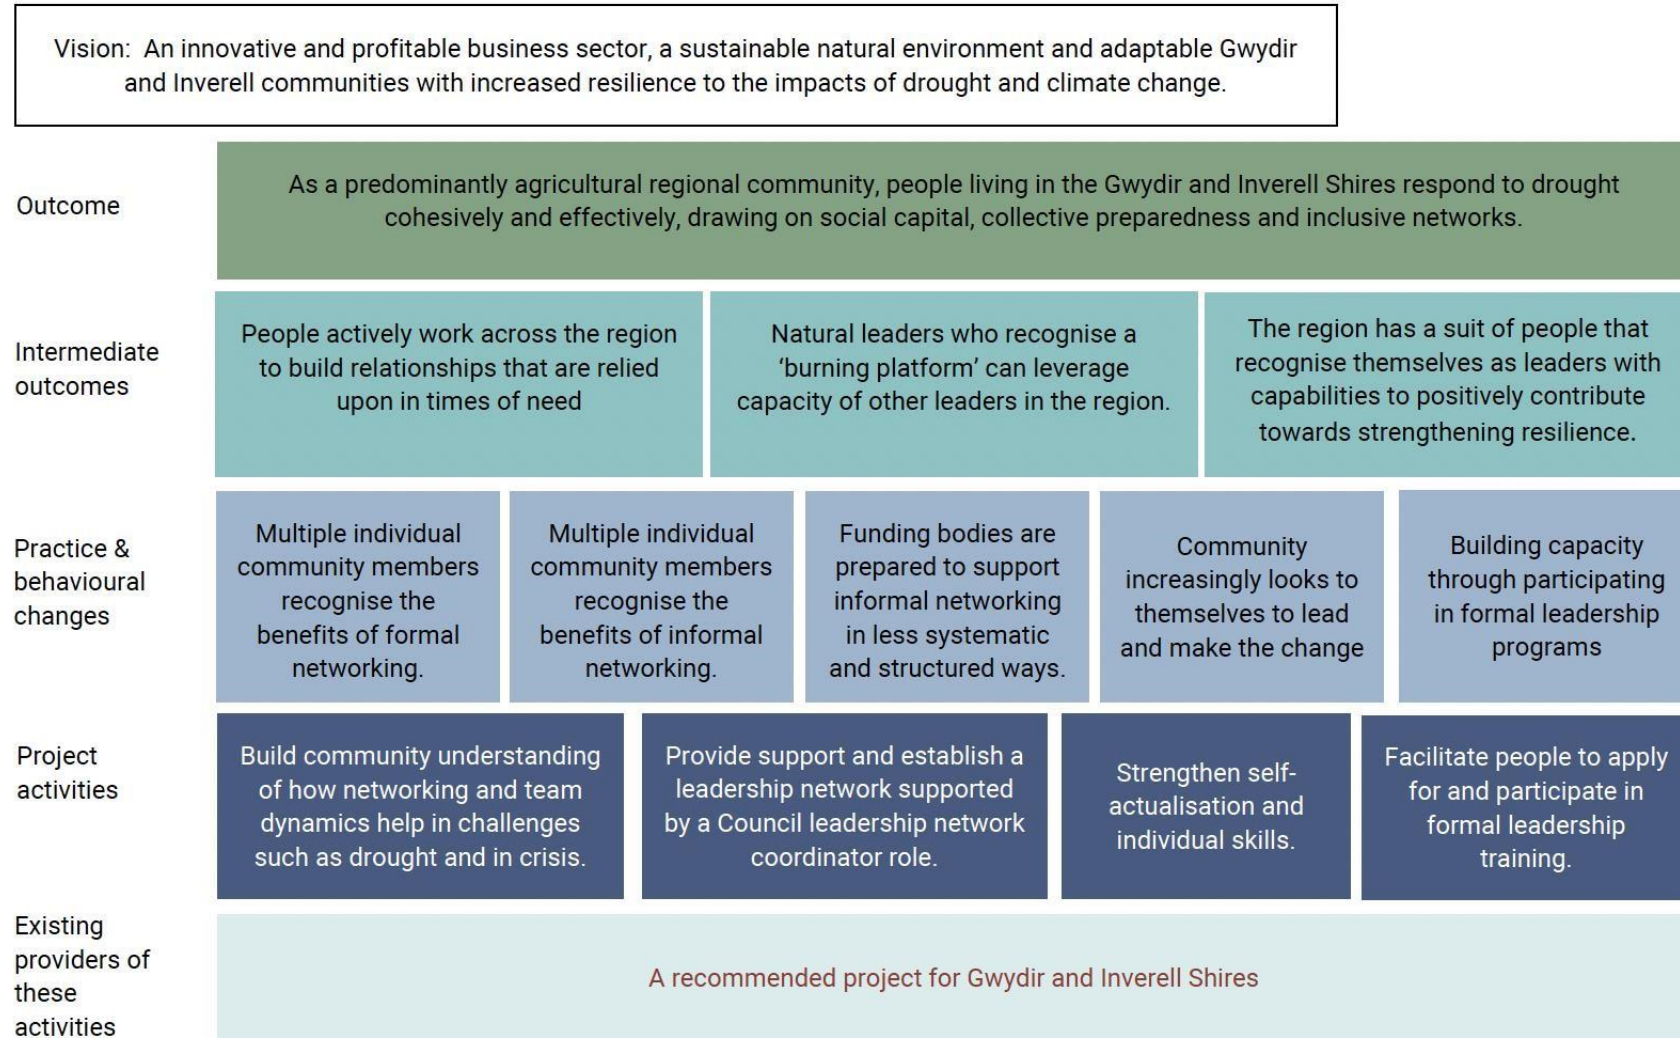 Vision:  An innovative and profitable business sector, a sustainable natural environment and adaptable Gwydir
and Inverell communities with increased resilience to the impacts of drought and climate change.
Outcome
As a predominantly agricultural regional community, people living in the Gwydir and Inverell Shires respond to drought
cohesively and effectively, drawing on social capital, collective preparedness and inclusive networks.
Intermediate
outcomes
People actively work across the region
to build relationships that are relied
upon in times of need
Natural leaders who recognise a
‘burning platform’ can leverage
capacity of other leaders in the region.
The region has a suit of people that
recognise themselves as leaders with
capabilities to positively contribute
towards strengthening resilience.
Practice &
behavioural
changes
Multiple individual
community members
recognise the
benefits of formal
networking.
Multiple individual
community members
recognise the
benefits of informal
networking.
Funding bodies are
prepared to support
informal networking
in less systematic
and structured ways.
Community
increasingly looks to
themselves to lead
and make the change
Building capacity
through participating
in formal leadership
programs
Project
activities
Build community understanding
of how networking and team
dynamics help in challenges
such as drought and in crisis.
Provide support and establish a
leadership network supported
by a Council leadership network
coordinator role.
Strengthen self-
actualisation and
individual skills.
Facilitate people to apply
for and participate in
formal leadership
training.
Existing
providers of
these
activities
A recommended project for Gwydir and Inverell Shires